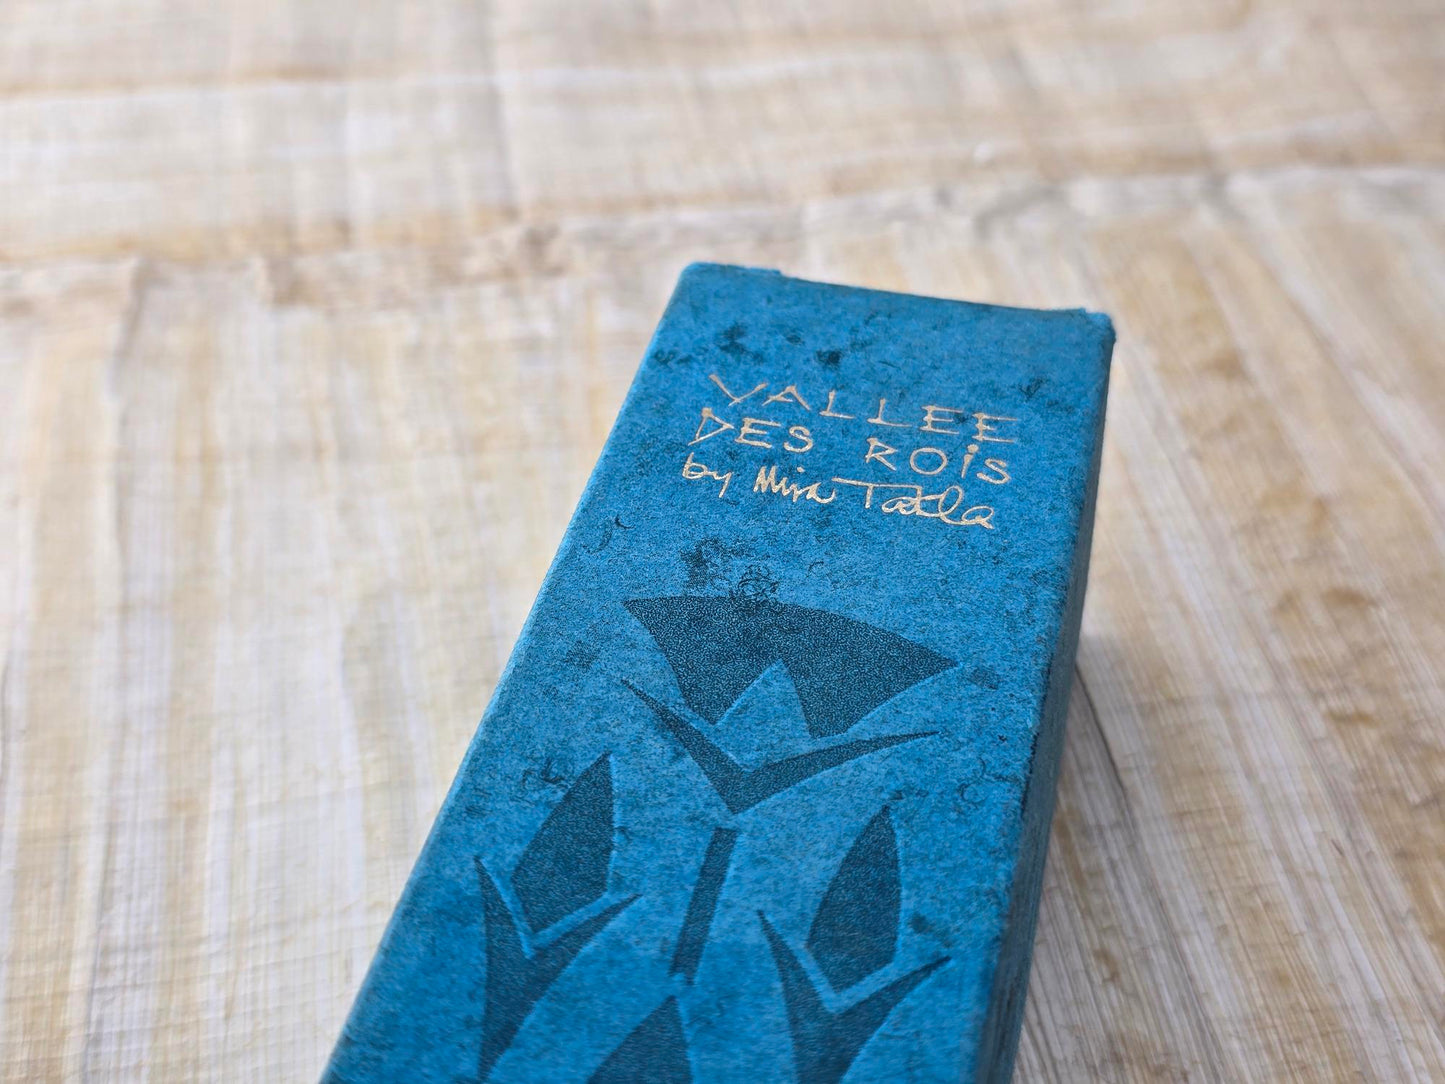 VALLEE
DES ROiS
by Mira Takla